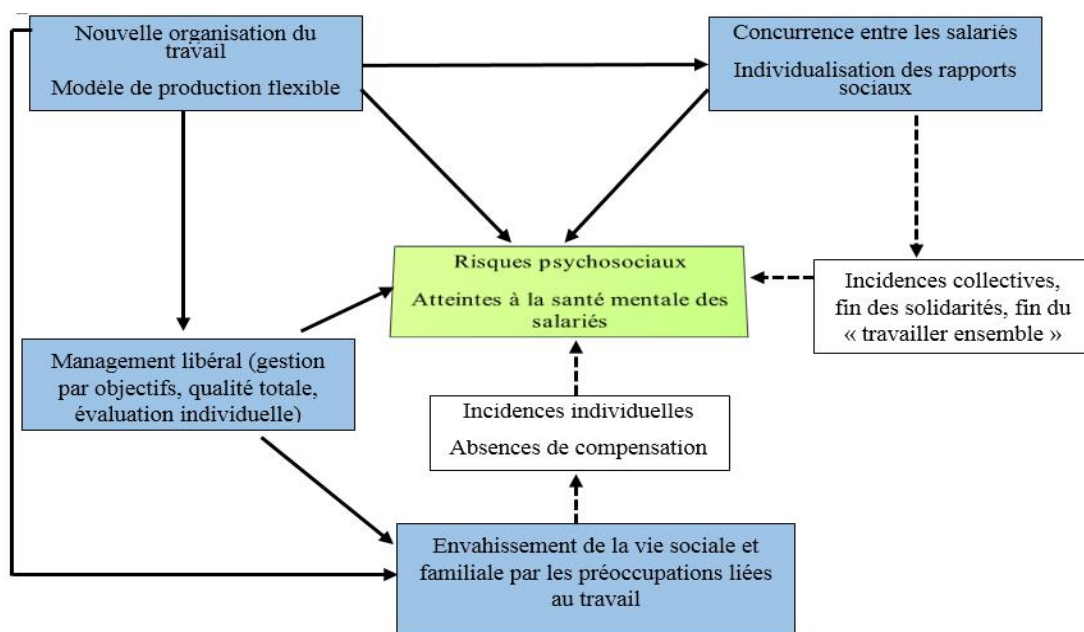 Nouvelle organisation du
travail
Modèle de production flexible
Concurrence entre les salariés
Individualisation des rapports
sociaux
Risques psychosociaux
Atteintes à la santé mentale des
salariés
Incidences collectives,
fin des solidarités, fin du
« travailler ensemble »
Management libéral (gestion
par objectifs, qualité totale,
évaluation individuelle)
Incidences individuelles
Absences de compensation
Envahissement de la vie sociale et
familiale par les préoccupations liées
au travail